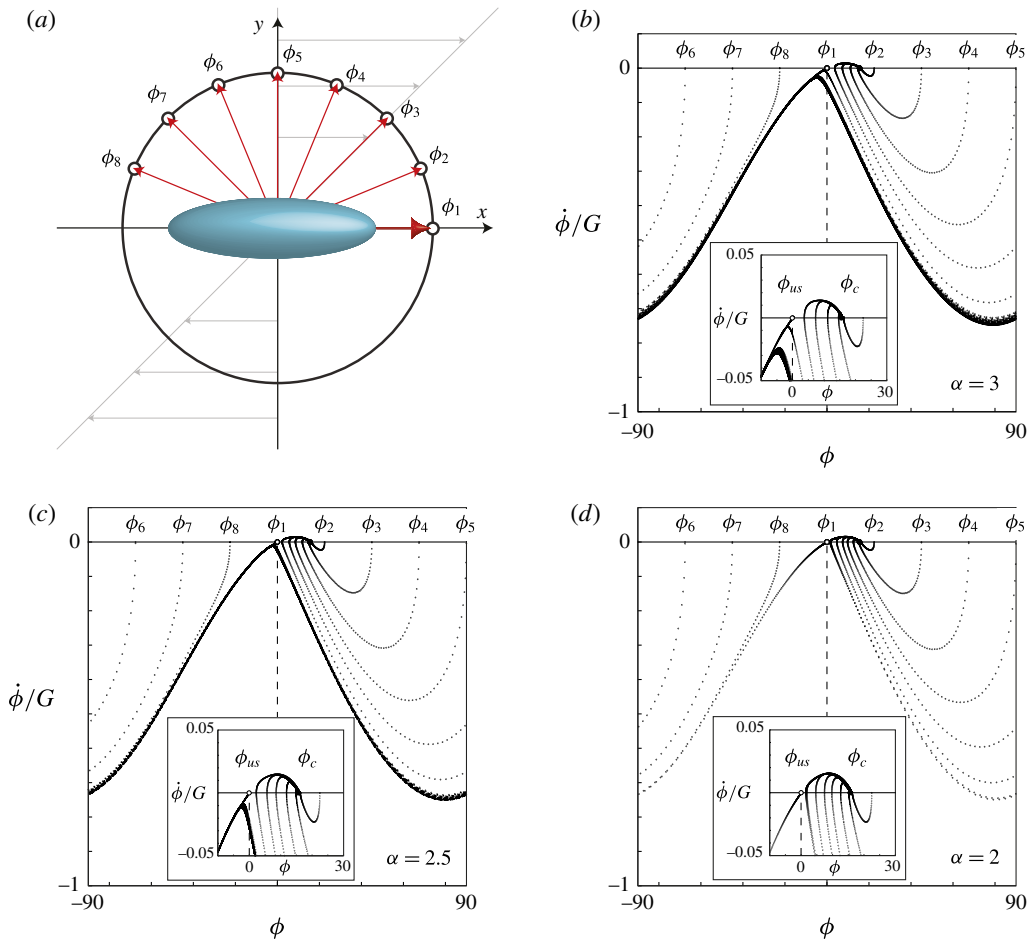 (a)
y
ϕ5
ϕ6
ϕ4
ϕ7
ϕ3
ϕ8
ϕ2
ϕ1
x
(b)
ϕ6 ϕ7 ϕ8 ϕ1 ϕ2 ϕ3 ϕ4 ϕ5
0
ϕ̇/G
0.05
ϕus ϕc
ϕ̇/G
−0.05
0 ϕ 30
α = 3
−1
−90 90
ϕ
(c)
ϕ6 ϕ7 ϕ8 ϕ1 ϕ2 ϕ3 ϕ4 ϕ5
0
ϕ̇/G
0.05
ϕus ϕc
ϕ̇/G
−0.05
0 ϕ 30
α = 2.5
−1
−90 90
ϕ
(d)
ϕ6 ϕ7 ϕ8 ϕ1 ϕ2 ϕ3 ϕ4 ϕ5
0
0.05
ϕus ϕc
ϕ̇/G
−0.05
0 ϕ 30
α = 2
−1
−90 90
ϕ